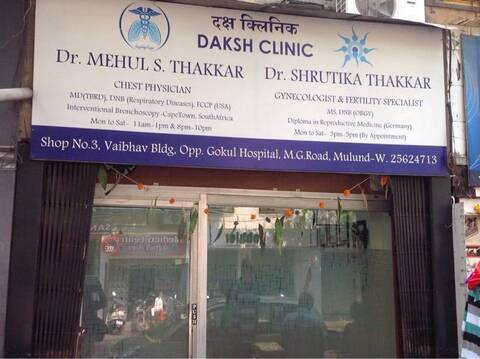 दक्ष क्लिनिक
DAKSH CLINIC
Dr. MEHUL S. THAKKAR
CHEST PHYSICIAN
MD(TBRD), DNB (Respiratory Diseases), FCCP (USA)
Interventional Bronchoscopy-CapeTown, SouthAfrica
Mon to Sat- 11am-1pm & 8pm-10pm
Dr. SHRUTIKA THAKKAR
GYNECOLOGIST & FERTILITY SPECIALIST
MS, DNB (OBGY)
Diploma in Reproductive Medicine (Germany)
Mon to Sat- 5pm-5pm (By Appointment)
Shop No.3, Vaibhav Bldg, Opp. Gokul Hospital, M.G.Road, Mulund-W. 25624713